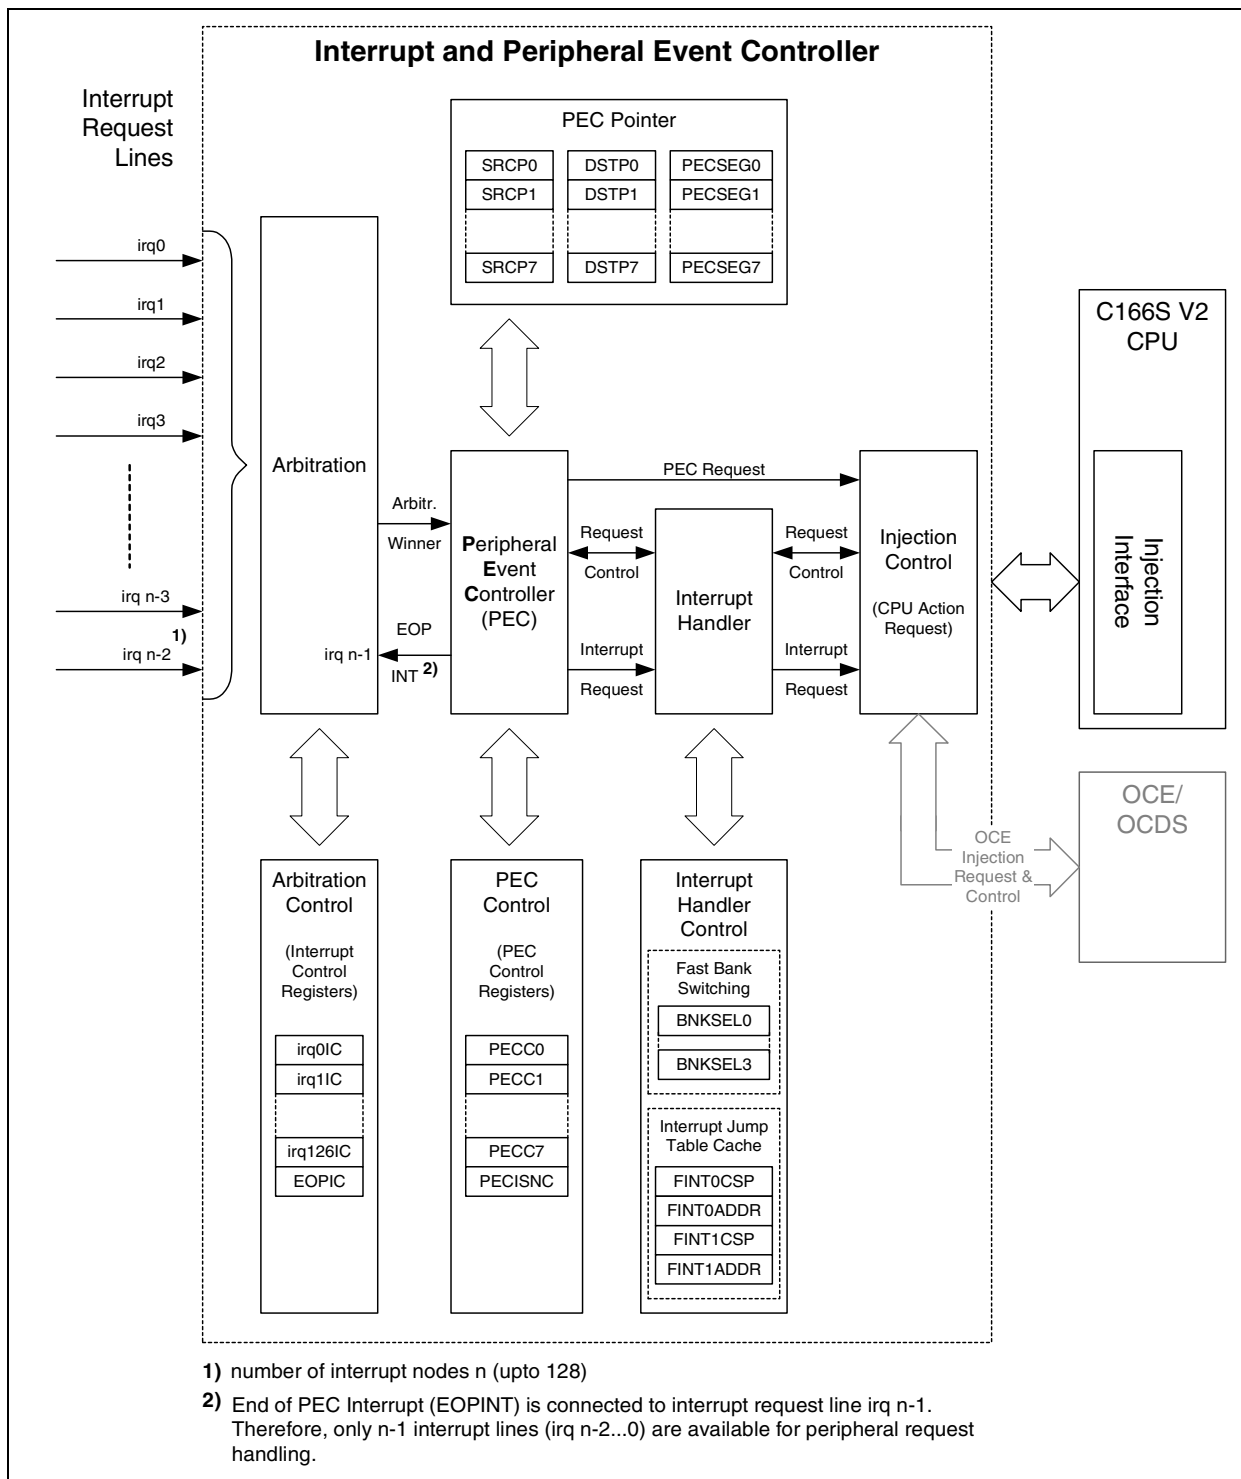 Interrupt and Peripheral Event Controller
Interrupt
Request
Lines
PEC Pointer
SRCP0
DSTP0
PECSEG0
SRCP1
DSTP1
PECSEG1
SRCP7
DSTP7
PECSEG7
irq0
irq1
irq2
irq3
irq n-3
1)
irq n-2
Arbitration
irq n-1
Arbitr.
Winner
EOP
INT 2)
Peripheral
Event
Controller
(PEC)
PEC Request
Request
Control
Interrupt
Request
Interrupt
Handler
Request
Control
Interrupt
Request
Injection
Control
(CPU Action
Request)
C166S V2
CPU
Injection
Interface
OCE/
OCDS
OCE
Injection
Request &
Control
Arbitration
Control
(Interrupt
Control
Registers)
irq0IC
irq1IC
irq126IC
EOPIC
PEC
Control
(PEC
Control
Registers)
PECC0
PECC1
PECC7
PECISNC
Interrupt
Handler
Control
Fast Bank
Switching
BNKSEL0
BNKSEL3
Interrupt Jump
Table Cache
FINT0CSP
FINT0ADDR
FINT1CSP
FINT1ADDR
1) number of interrupt nodes n (upto 128)
2) End of PEC Interrupt (EOPINT) is connected to interrupt request line irq n-1.
Therefore, only n-1 interrupt lines (irq n-2...0) are available for peripheral request
handling.